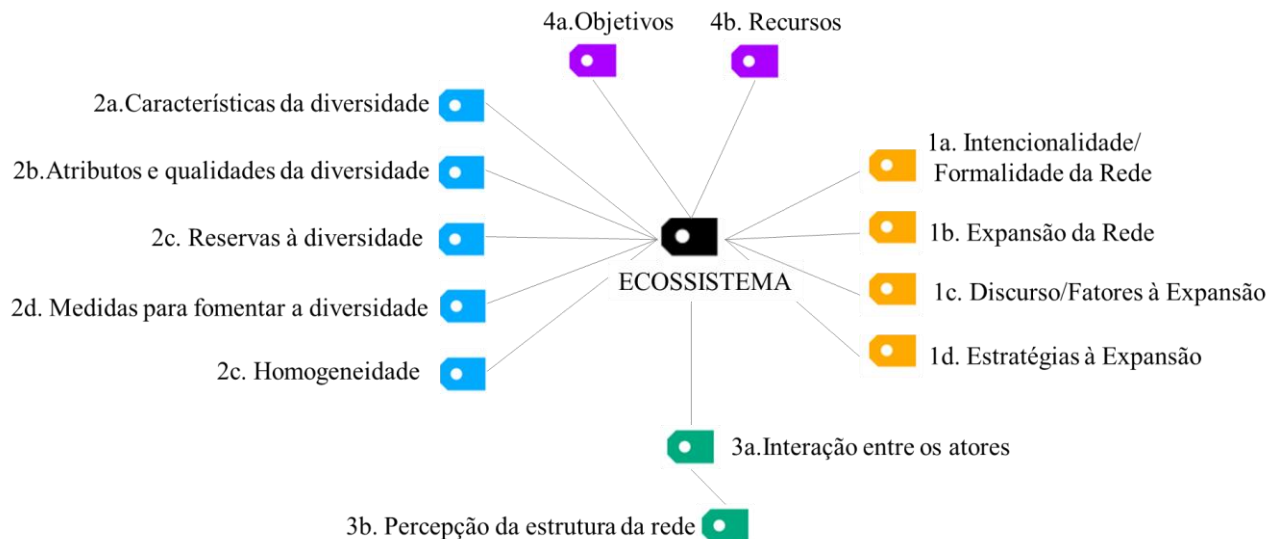 4a.Objetivos
4b. Recursos
2a.Características da diversidade
2b.Atributos e qualidades da diversidade
2c. Reservas à diversidade
2d. Medidas para fomentar a diversidade
2c. Homogeneidade
ECOSSISTEMA
1a. Intencionalidade/
Formalidade da Rede
1b. Expansão da Rede
1c. Discurso/Fatores à Expansão
1d. Estratégias à Expansão
3a.Interação entre os atores
3b. Percepção da estrutura da rede